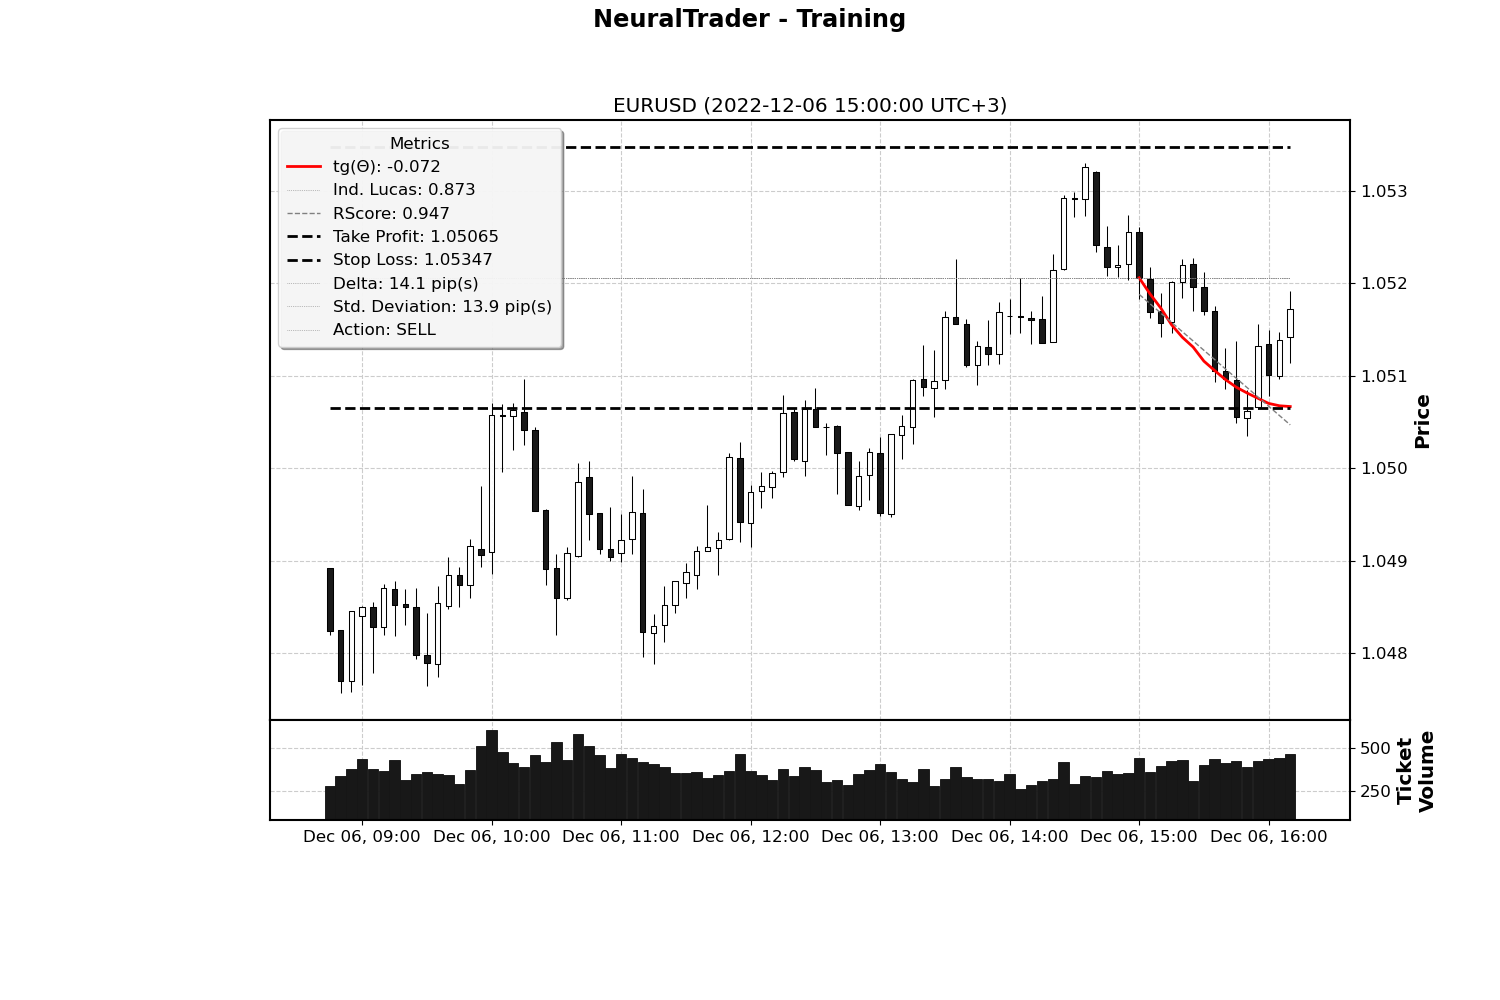 NeuralTrader - Training
EURUSD (2022-12-06 15:00:00 UTC+3)
Metrics
tg(Θ): -0.072
Ind. Lucas: 0.873
RScore: 0.947
Take Profit: 1.05065
Stop Loss: 1.05347
Delta: 14.1 pip(s)
Std. Deviation: 13.9 pip(s)
Action: SELL
1.053
1.052
1.051
1.050
1.049
1.048
Price
500
250
Ticket
Volume
Dec 06, 09:00
Dec 06, 10:00
Dec 06, 11:00
Dec 06, 12:00
Dec 06, 13:00
Dec 06, 14:00
Dec 06, 15:00
Dec 06, 16:00